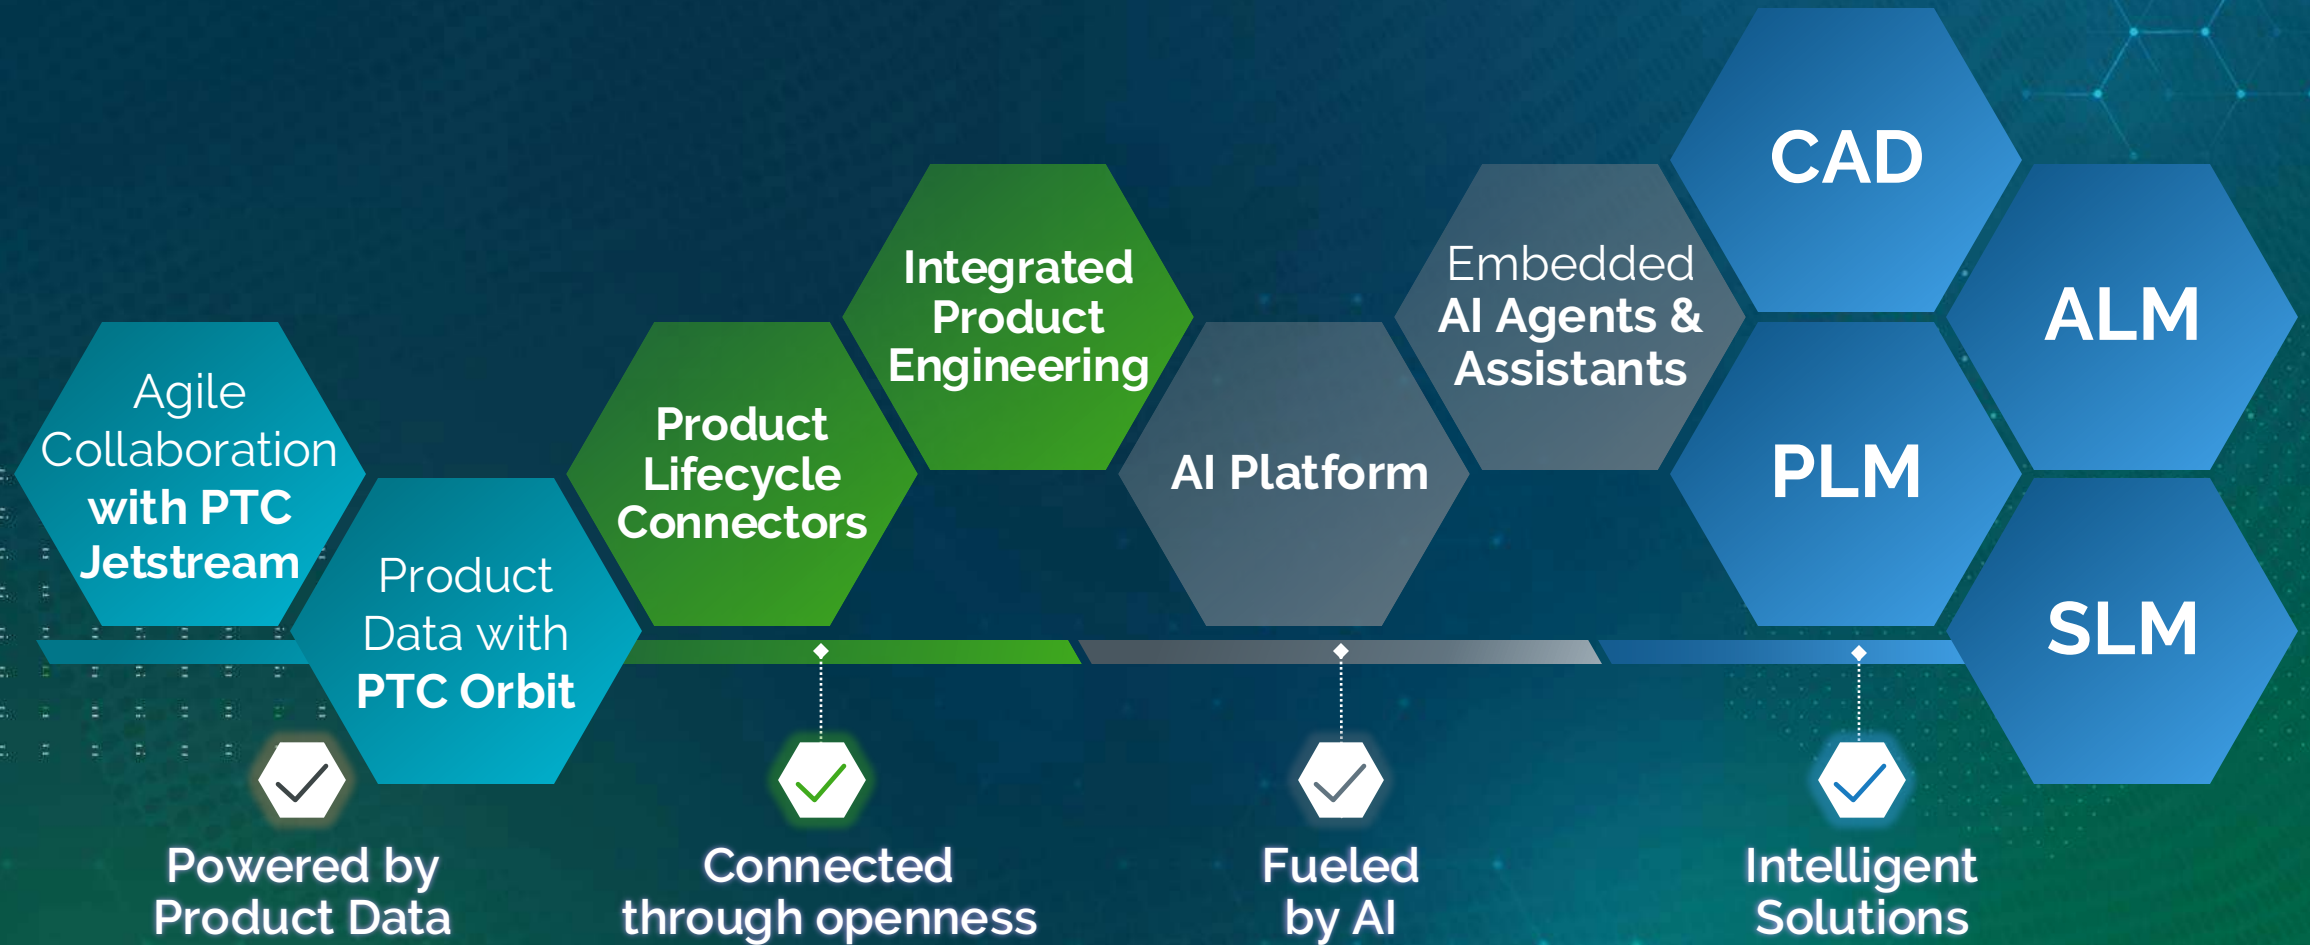 Agile
Collaboration
with PTC
Jetstream
Product
Data with
PTC Orbit
Product
Lifecycle
Connectors
Integrated
Product
Engineering
AI Platform
Embedded
AI Agents &
Assistants
CAD
PLM
ALM
SLM
Powered by
Product Data
Connected
through openness
Fueled
by AI
Intelligent
Solutions